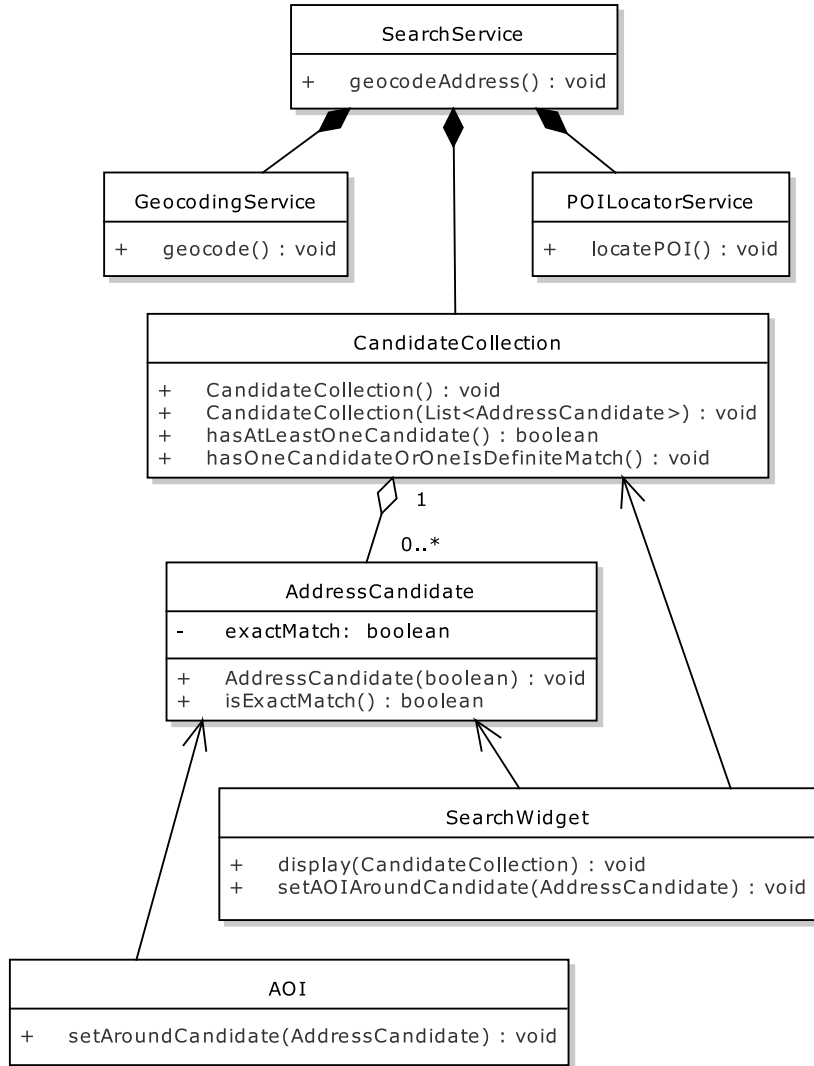 SearchService
+ geocodeAddress() : void
GeocodingService
+ geocode() : void
POILocatorService
+ locatePOI() : void
CandidateCollection
+ CandidateCollection() : void
+ CandidateCollection(List<AddressCandidate>) : void
+ hasAtLeastOneCandidate() : boolean
+ hasOneCandidateOrOneIsDefiniteMatch() : void
1
0..*
AddressCandidate
- exactMatch: boolean
+ AddressCandidate(boolean) : void
+ isExactMatch() : boolean
SearchWidget
+ display(CandidateCollection) : void
+ setAOIAroundCandidate(AddressCandidate) : void
AOI
+ setAroundCandidate(AddressCandidate) : void